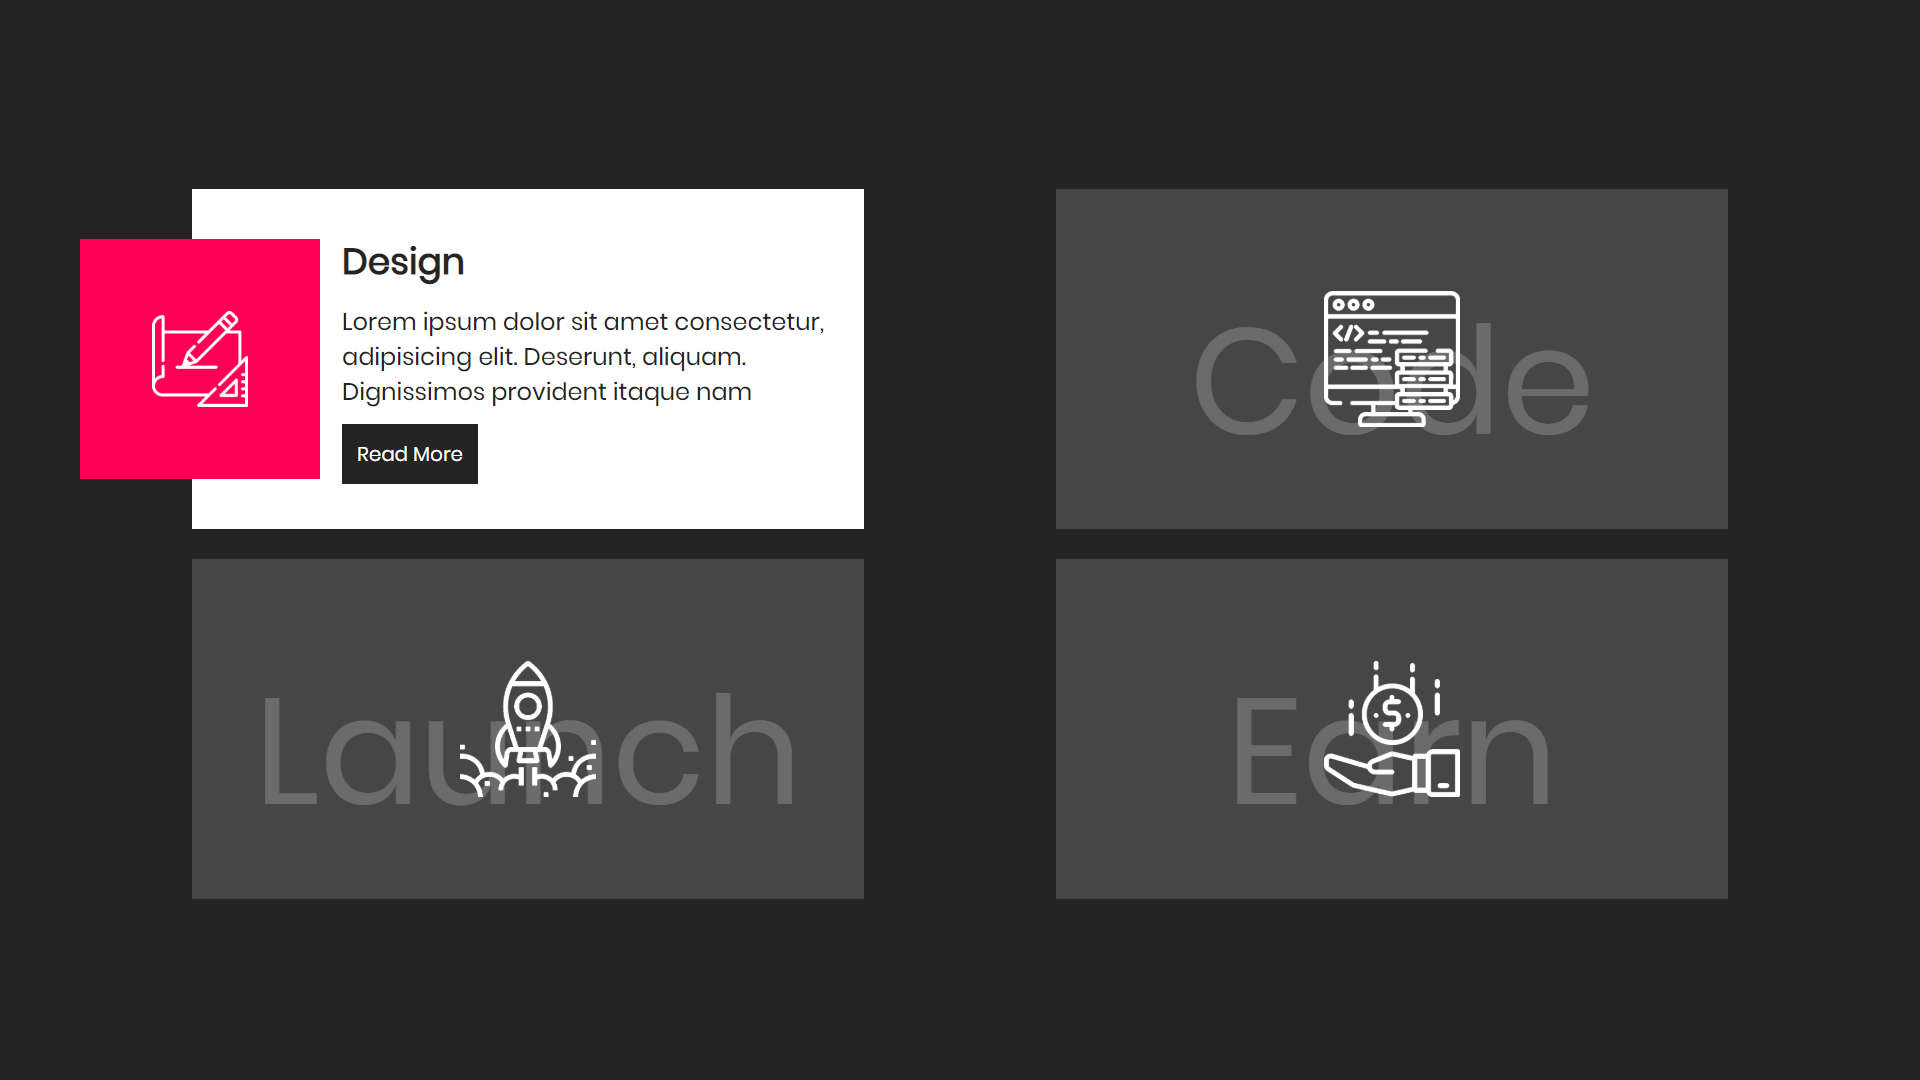 Design
Lorem ipsum dolor sit amet consectetur,
adipisicing elit. Deserunt, aliquam.
Dignissimos provident itaque nam
Read More
Code
</>
Launch
Earn
$